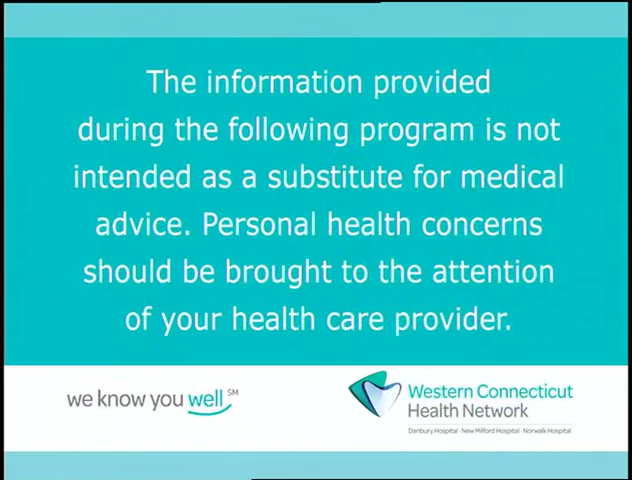 The information provided
during the following program is not
intended as a substitute for medical
advice. Personal health concerns
should be brought to the attention
of your health care provider.
we know you well℠
Western Connecticut
Health Network
Danbury Hospital · New Milford Hospital · Norwalk Hospital